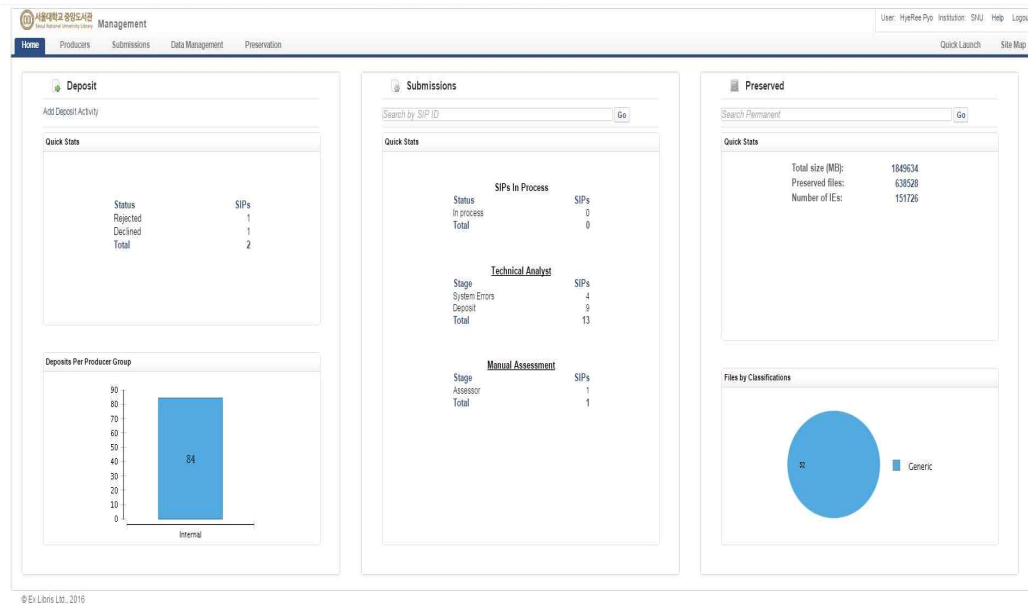 서울대학교 중앙도서관
Seoul National University Library
Management
User: HyeRee Pyo Institution: SNU Help Logou
Home Producers Submissions Data Management Preservation Quick Launch Site Map
Deposit
Add Deposit Activity
Quick Stats
Status SIPs
Rejected 1
Declined 1
Total 2
Deposits Per Producer Group
90
80
70
60
50
40
30
20
10
0
84
Internal
Submissions
Search by SIP ID Go
Quick Stats
SIPs In Process
Status SIPs
In process 0
Total 0
Technical Analyst
Stage SIPs
System Errors 4
Deposit 9
Total 13
Manual Assessment
Stage SIPs
Assessor 1
Total 1
Preserved
Search Permanent Go
Quick Stats
Total size (MB): 1849634
Preserved files: 638528
Number of IEs: 151726
Files by Classifications
52
Generic
© Ex Libris Ltd., 2016